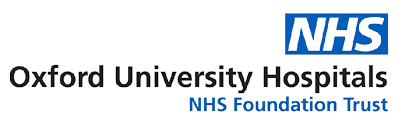 NHS
Oxford University Hospitals
NHS Foundation Trust